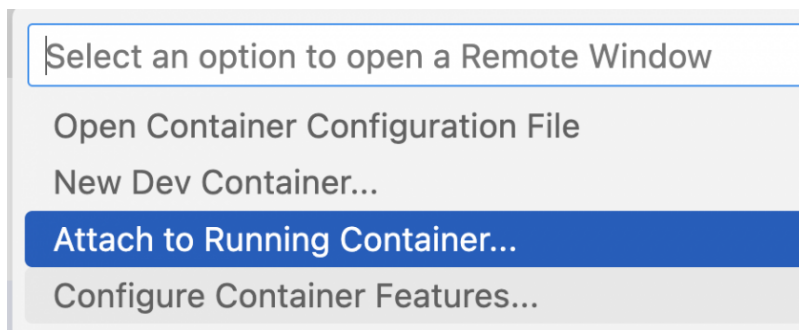 Select an option to open a Remote Window
Open Container Configuration File
New Dev Container...
Attach to Running Container...
Configure Container Features...